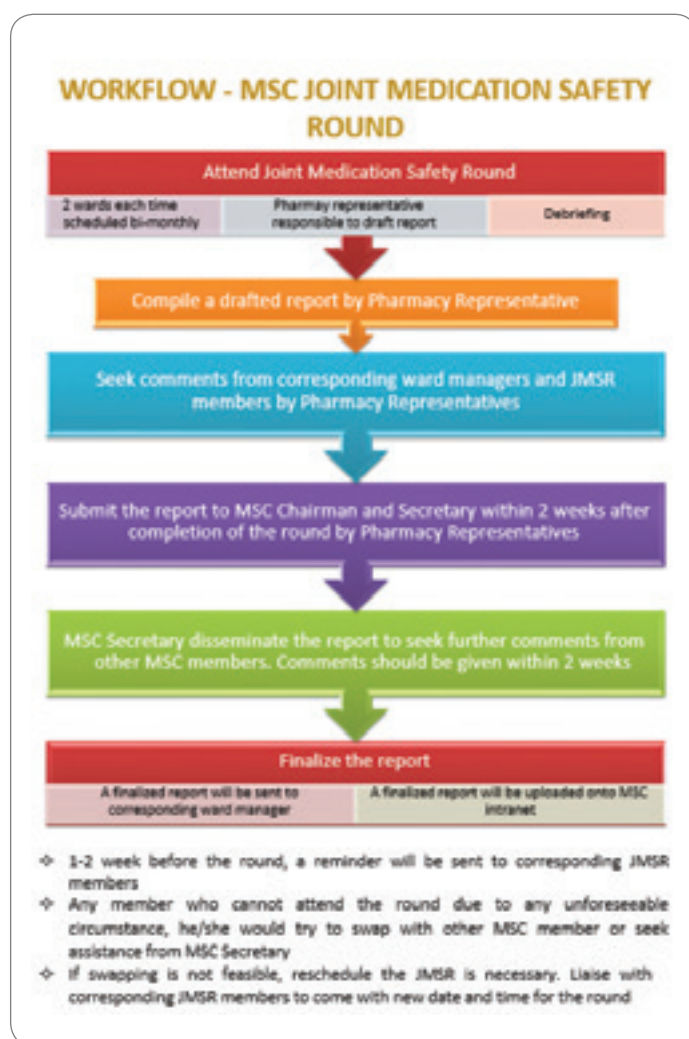 WORKFLOW - MSC JOINT MEDICATION SAFETY
ROUND
Attend Joint Medication Safety Round
2 wards each time
scheduled bi-monthly
Pharmay representative
responsible to draft report
Debriefing
Compile a drafted report by Pharmacy Representative
Seek comments from corresponding ward managers and JMSR
members by Pharmacy Representatives
Submit the report to MSC Chairman and Secretary within 2 weeks after
completion of the round by Pharmacy Representatives
MSC Secretary disseminate the report to seek further comments from
other MSC members. Comments should be given within 2 weeks
Finalize the report
A finalized report will be sent to
corresponding ward manager
A finalized report will be uploaded onto MSC
intranet
❖ 1-2 week before the round, a reminder will be sent to corresponding JMSR
members
❖ Any member who cannot attend the round due to any unforeseeable
circumstance, he/she would try to swap with other MSC member or seek
assistance from MSC Secretary
❖ If swapping is not feasible, reschedule the JMSR is necessary. Liaise with
corresponding JMSR members to come with new date and time for the round